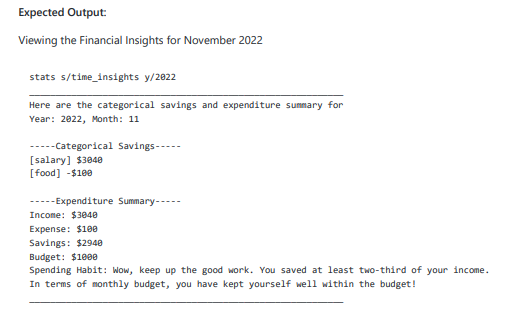 Expected Output:
Viewing the Financial Insights for November 2022
stats s/time_insights y/2022
Here are the categorical savings and expenditure summary for
Year: 2022, Month: 11
-----Categorical Savings-----
[salary] $3040
[food] -$100
-----Expenditure Summary-----
Income: $3040
Expense: $100
Savings: $2940
Budget: $1000
Spending Habit: Wow, keep up the good work. You saved at least two-third of your income.
In terms of monthly budget, you have kept yourself well within the budget!